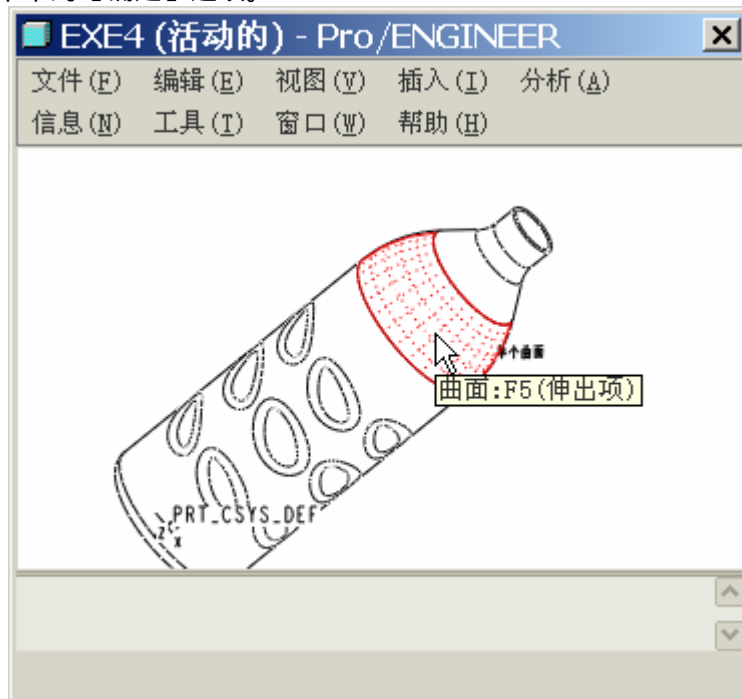 EXE4 (活动的) - Pro/ENGINEER
文件(F) 编辑(E) 视图(V) 插入(I) 分析(A)
信息(N) 工具(T) 窗口(W) 帮助(H)
单个曲面
曲面:F5(伸出项)
PRT_CSYS_DEF
Z
X